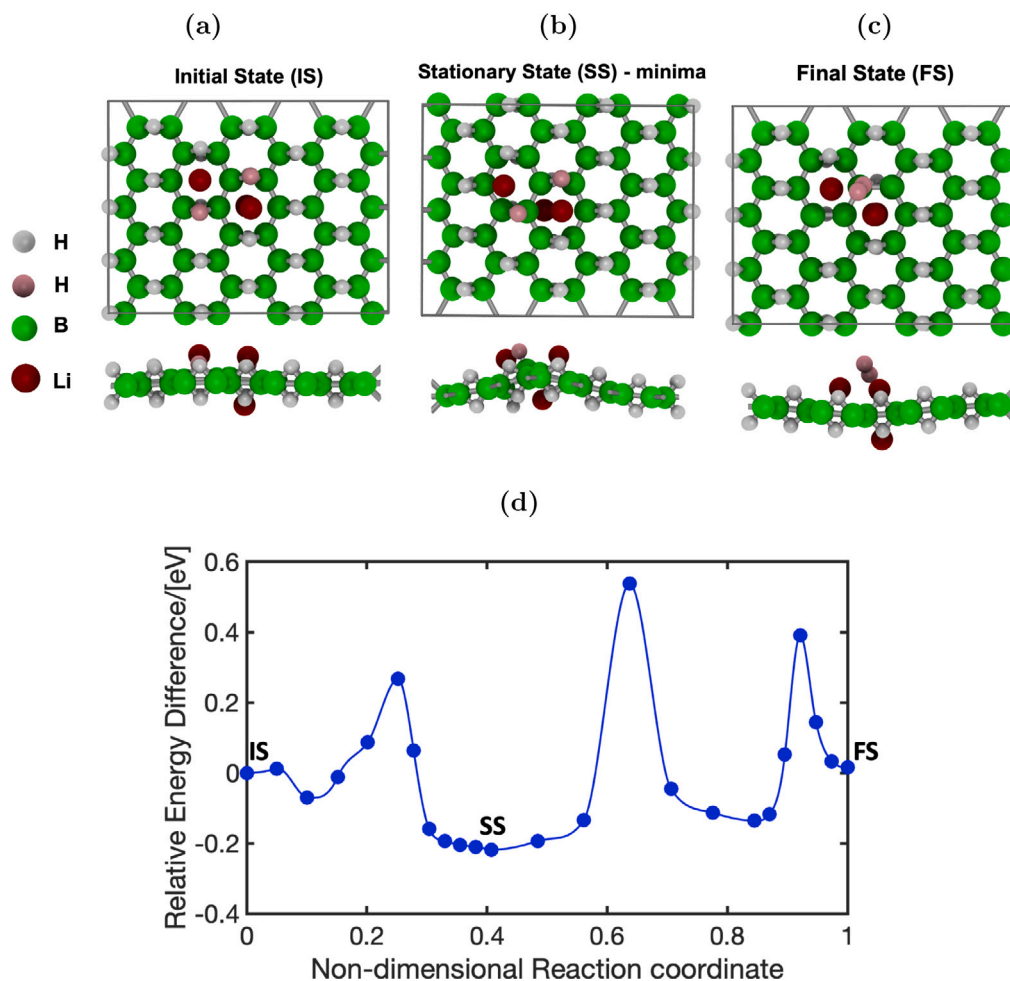 (a)
(b)
(c)
Initial State (IS)
Stationary State (SS) - minima
Final State (FS)
H
H
B
Li
(d)
Relative Energy Difference/[eV]
0.6
0.4
0.2
0
-0.2
-0.4
IS
SS
FS
0
0.2
0.4
0.6
0.8
1
Non-dimensional Reaction coordinate